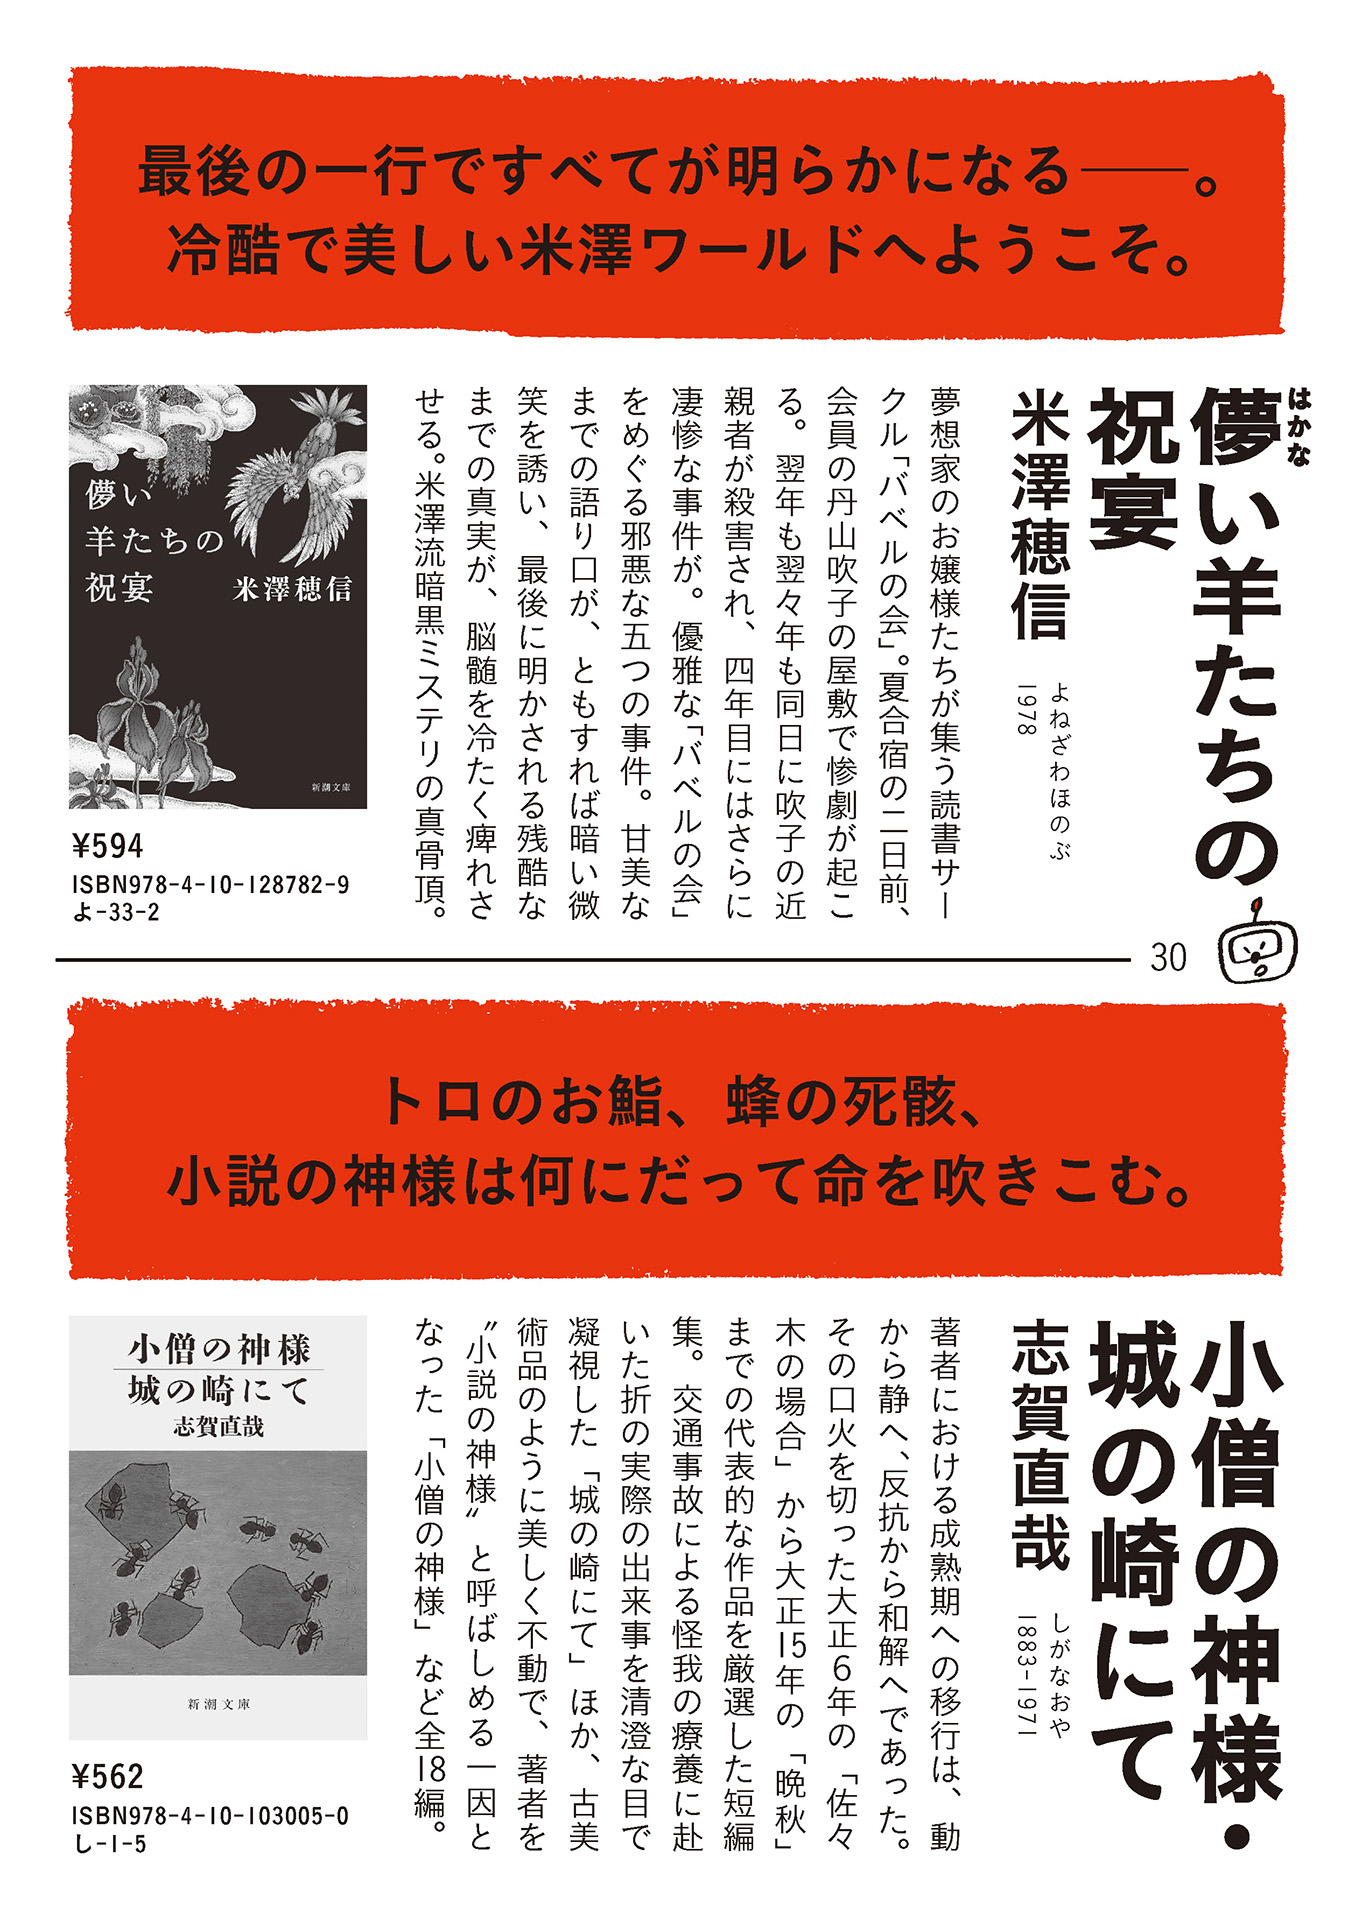 最後の一行ですべてが明らかになる――。
冷酷で美しい米澤ワールドへようこそ。
はかな
儚い羊たちの
祝宴
米澤穂信
よねざわほのぶ
1978
夢想家のお嬢様たちが集う読書サー
クル「バベルの会」。夏合宿の二日前、
会員の丹山吹子の屋敷で惨劇が起こ
る。翌年も翌々年も同日に吹子の近
親者が殺害され、四年目にはさらに
凄惨な事件が。優雅な「バベルの会」
をめぐる邪悪な五つの事件。甘美な
までの語り口が、ともすれば暗い微
笑を誘い、最後に明かされる残酷な
までの真実が、脳髄を冷たく痺れさ
せる。米澤流暗黒ミステリの真骨頂。
儚い
羊たちの
祝宴
米澤穂信
新潮文庫
¥594
ISBN978-4-10-128782-9
よ-33-2
30
トロのお鮨、蜂の死骸、
小説の神様は何にだって命を吹きこむ。
小僧の神様・
城の崎にて
志賀直哉
しがなおや
1883-1971
著者における成熟期への移行は、動
から静へ、反抗から和解へであった。
その口火を切った大正6年の「佐々
木の場合」から大正15年の「晩秋」
までの代表的な作品を厳選した短編
集。交通事故による怪我の療養に赴
いた折の実際の出来事を清澄な目で
凝視した「城の崎にて」ほか、古美
術品のように美しく不動で、著者を
〝小説の神様〟と呼ばしめる一因と
なった「小僧の神様」など全18編。
小僧の神様
城の崎にて
志賀直哉
新潮文庫
¥562
ISBN978-4-10-103005-0
し-1-5